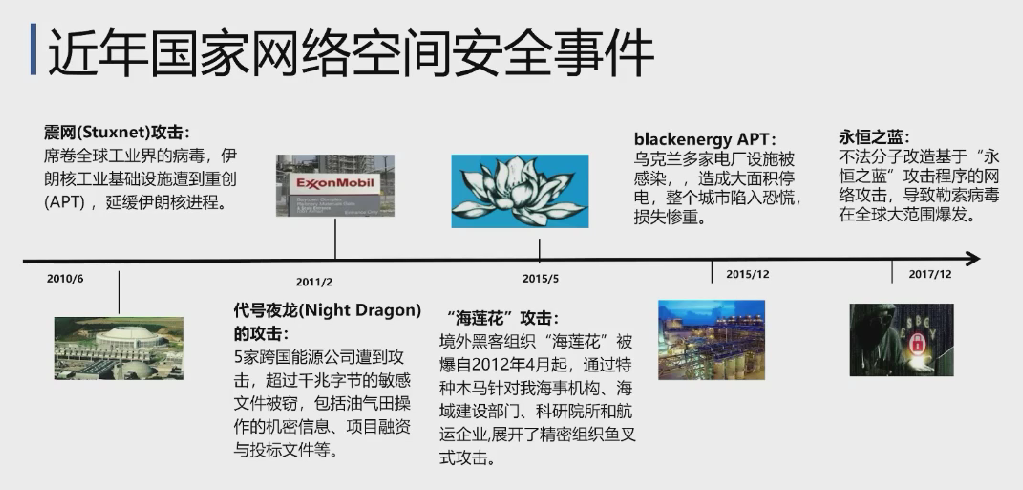 近年国家网络空间安全事件
震网(Stuxnet)攻击：
席卷全球工业界的病毒，伊
朗核工业基础设施遭到重创
(APT) ，延缓伊朗核进程。
2010/6
ExxonMobil
2011/2
代号夜龙(Night Dragon)
的攻击：
5家跨国能源公司遭到攻
击，超过千兆字节的敏感
文件被窃，包括油气田操
作的机密信息、项目融资
与投标文件等。
2015/5
“海莲花”攻击：
境外黑客组织“海莲花”被
爆自2012年4月起，通过特
种木马针对我海事机构、海
域建设部门、科研院所和航
运企业,展开了精密组织鱼叉
式攻击。
blackenergy APT：
乌克兰多家电厂设施被
感染，，造成大面积停
电，整个城市陷入恐慌，
损失惨重。
2015/12
永恒之蓝：
不法分子改造基于“永
恒之蓝”攻击程序的网
络攻击，导致勒索病毒
在全球大范围爆发。
2017/12